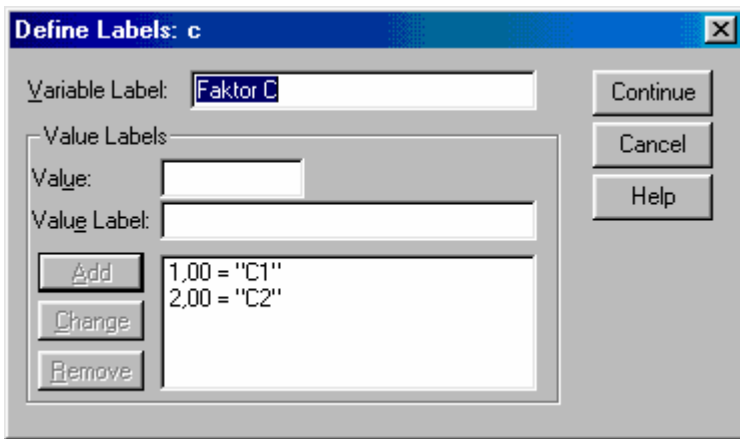 Define Labels: c
Variable Label: Faktor C
Continue
Value Labels
Cancel
Value:
Help
Value Label:
Add
1,00 = "C1"
2,00 = "C2"
Change
Remove